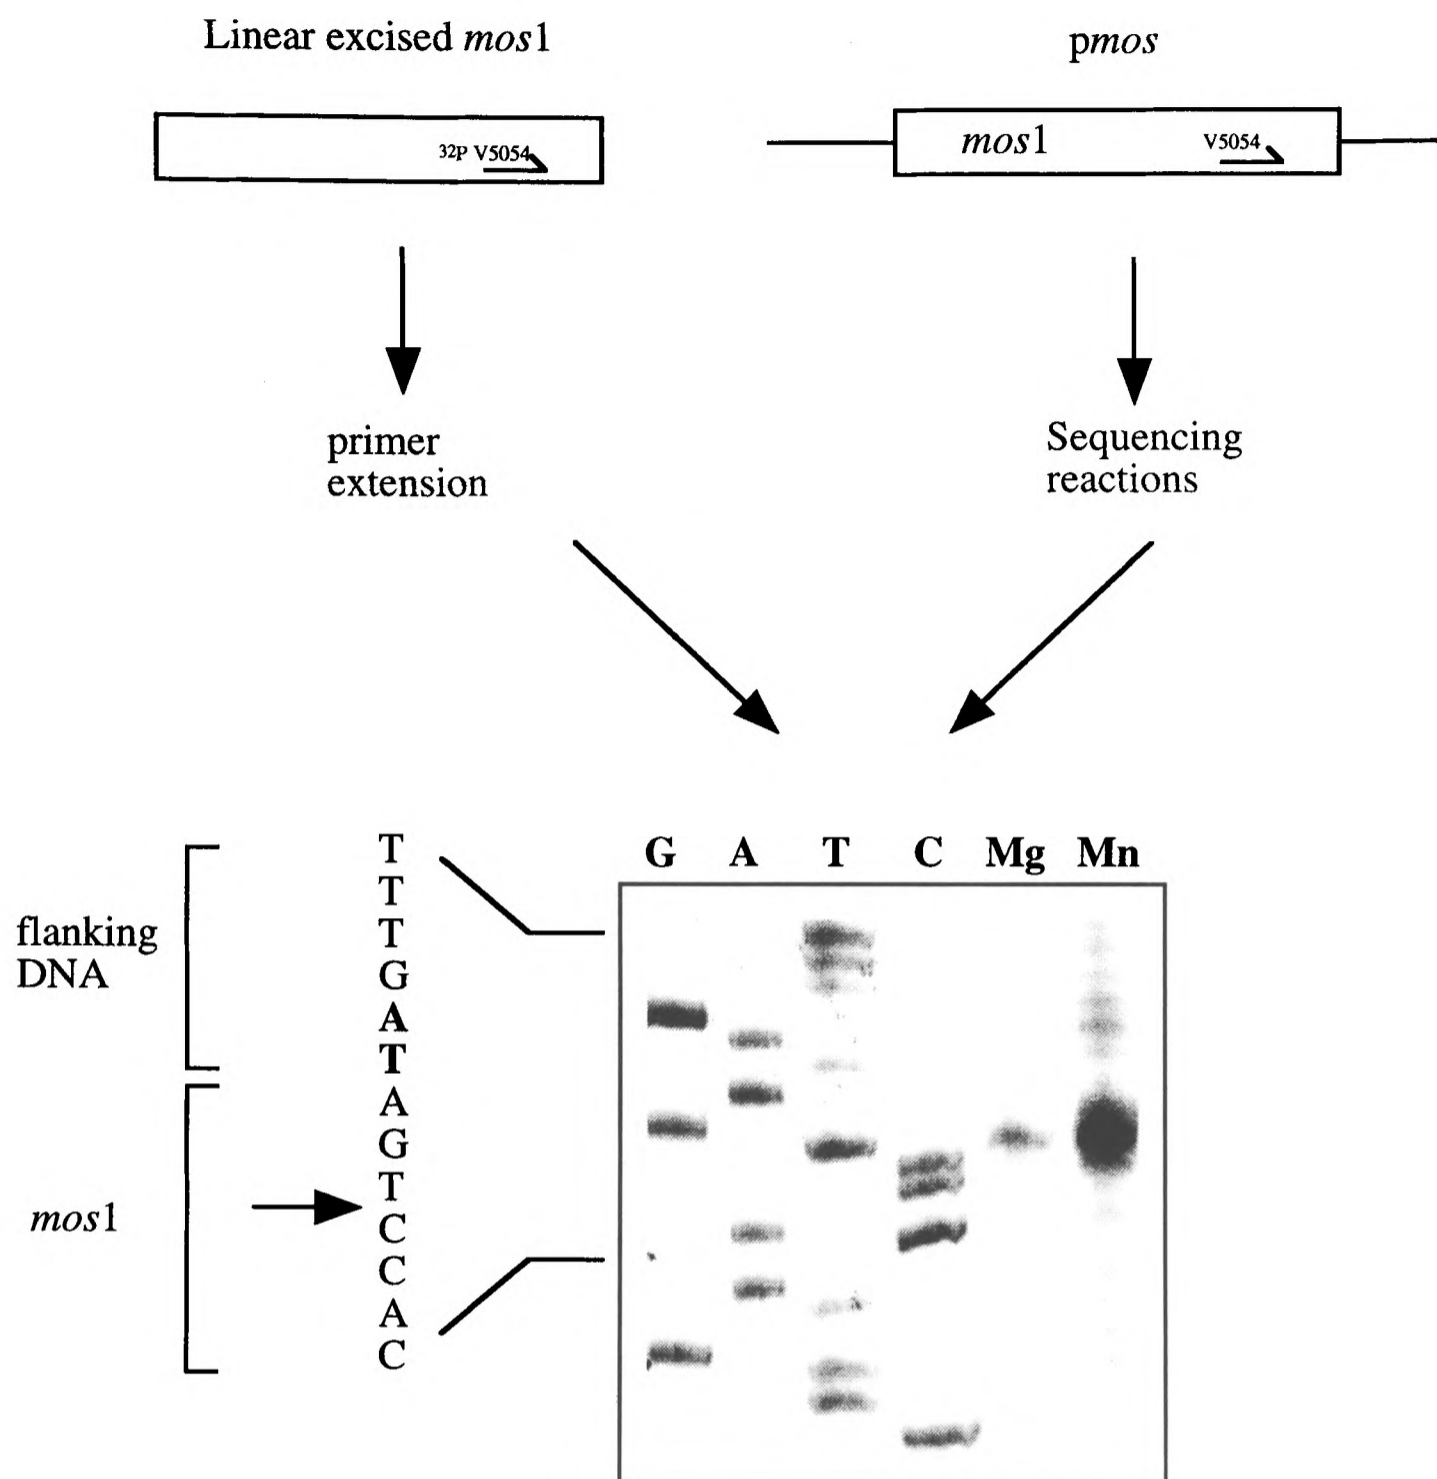 Linear excised mos1
pmos
32P V5054
mos1
V5054
primer
extension
Sequencing
reactions
G A T C Mg Mn
flanking
DNA
mos1
T
T
T
G
A
T
A
G
T
C
C
A
C